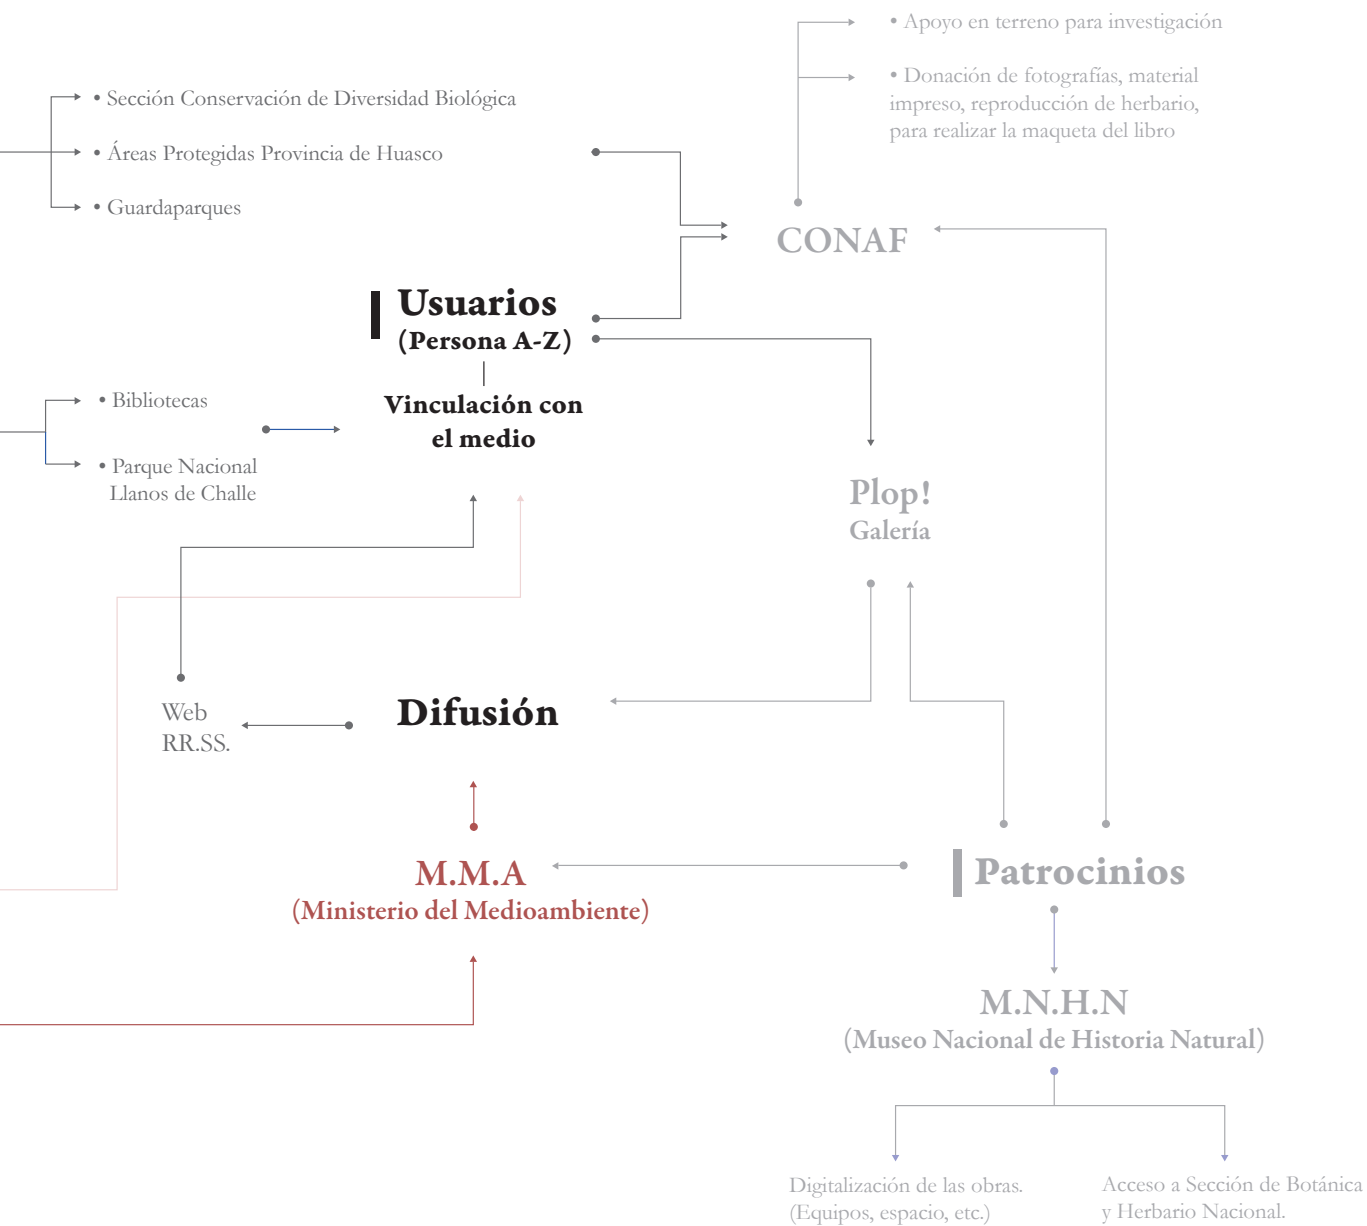 • Apoyo en terreno para investigación
• Donación de fotografías, material
impreso, reproducción de herbario,
para realizar la maqueta del libro
• Sección Conservación de Diversidad Biológica
• Áreas Protegidas Provincia de Huasco
• Guardaparques
CONAF
Usuarios
(Persona A-Z)
Vinculación con
el medio
• Bibliotecas
• Parque Nacional
Llanos de Challe
Plop!
Galería
Web
RR.SS.
Difusión
M.M.A
(Ministerio del Medioambiente)
Patrocinios
M.N.H.N
(Museo Nacional de Historia Natural)
Digitalización de las obras.
(Equipos, espacio, etc.)
Acceso a Sección de Botánica
y Herbario Nacional.